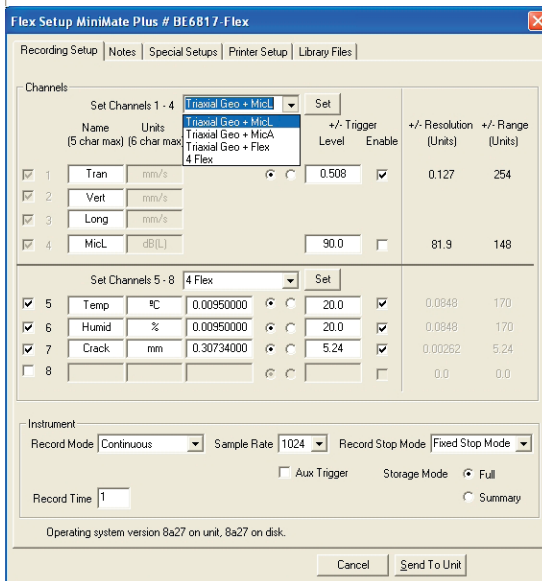 Flex Setup MiniMate Plus # BE6817-Flex
Recording Setup Notes Special Setups Printer Setup Library Files
Channels
Set Channels 1 - 4 Triaxial Geo + MicL Set
Triaxial Geo + MicL
Triaxial Geo + MicA
Triaxial Geo + Flex
4 Flex
Name Units +/- Trigger +/- Resolution +/- Range
(5 char max) (6 char max Level Enable (Units) (Units)
1 Tran mm/s 0.508 0.127 254
2 Vert mm/s
3 Long mm/s
4 MicL dB(L) 90.0 81.9 148
Set Channels 5 - 8 4 Flex Set
5 Temp ºC 0.00950000 20.0 0.0848 170
6 Humid % 0.00950000 20.0 0.0848 170
7 Crack mm 0.30734000 5.24 0.00262 5.24
8 0.0 0.0
Instrument
Record Mode Continuous Sample Rate 1024 Record Stop Mode Fixed Stop Mode
Aux Trigger Storage Mode Full
Record Time 1 Summary
Operating system version 8a27 on unit, 8a27 on disk.
Cancel Send To Unit